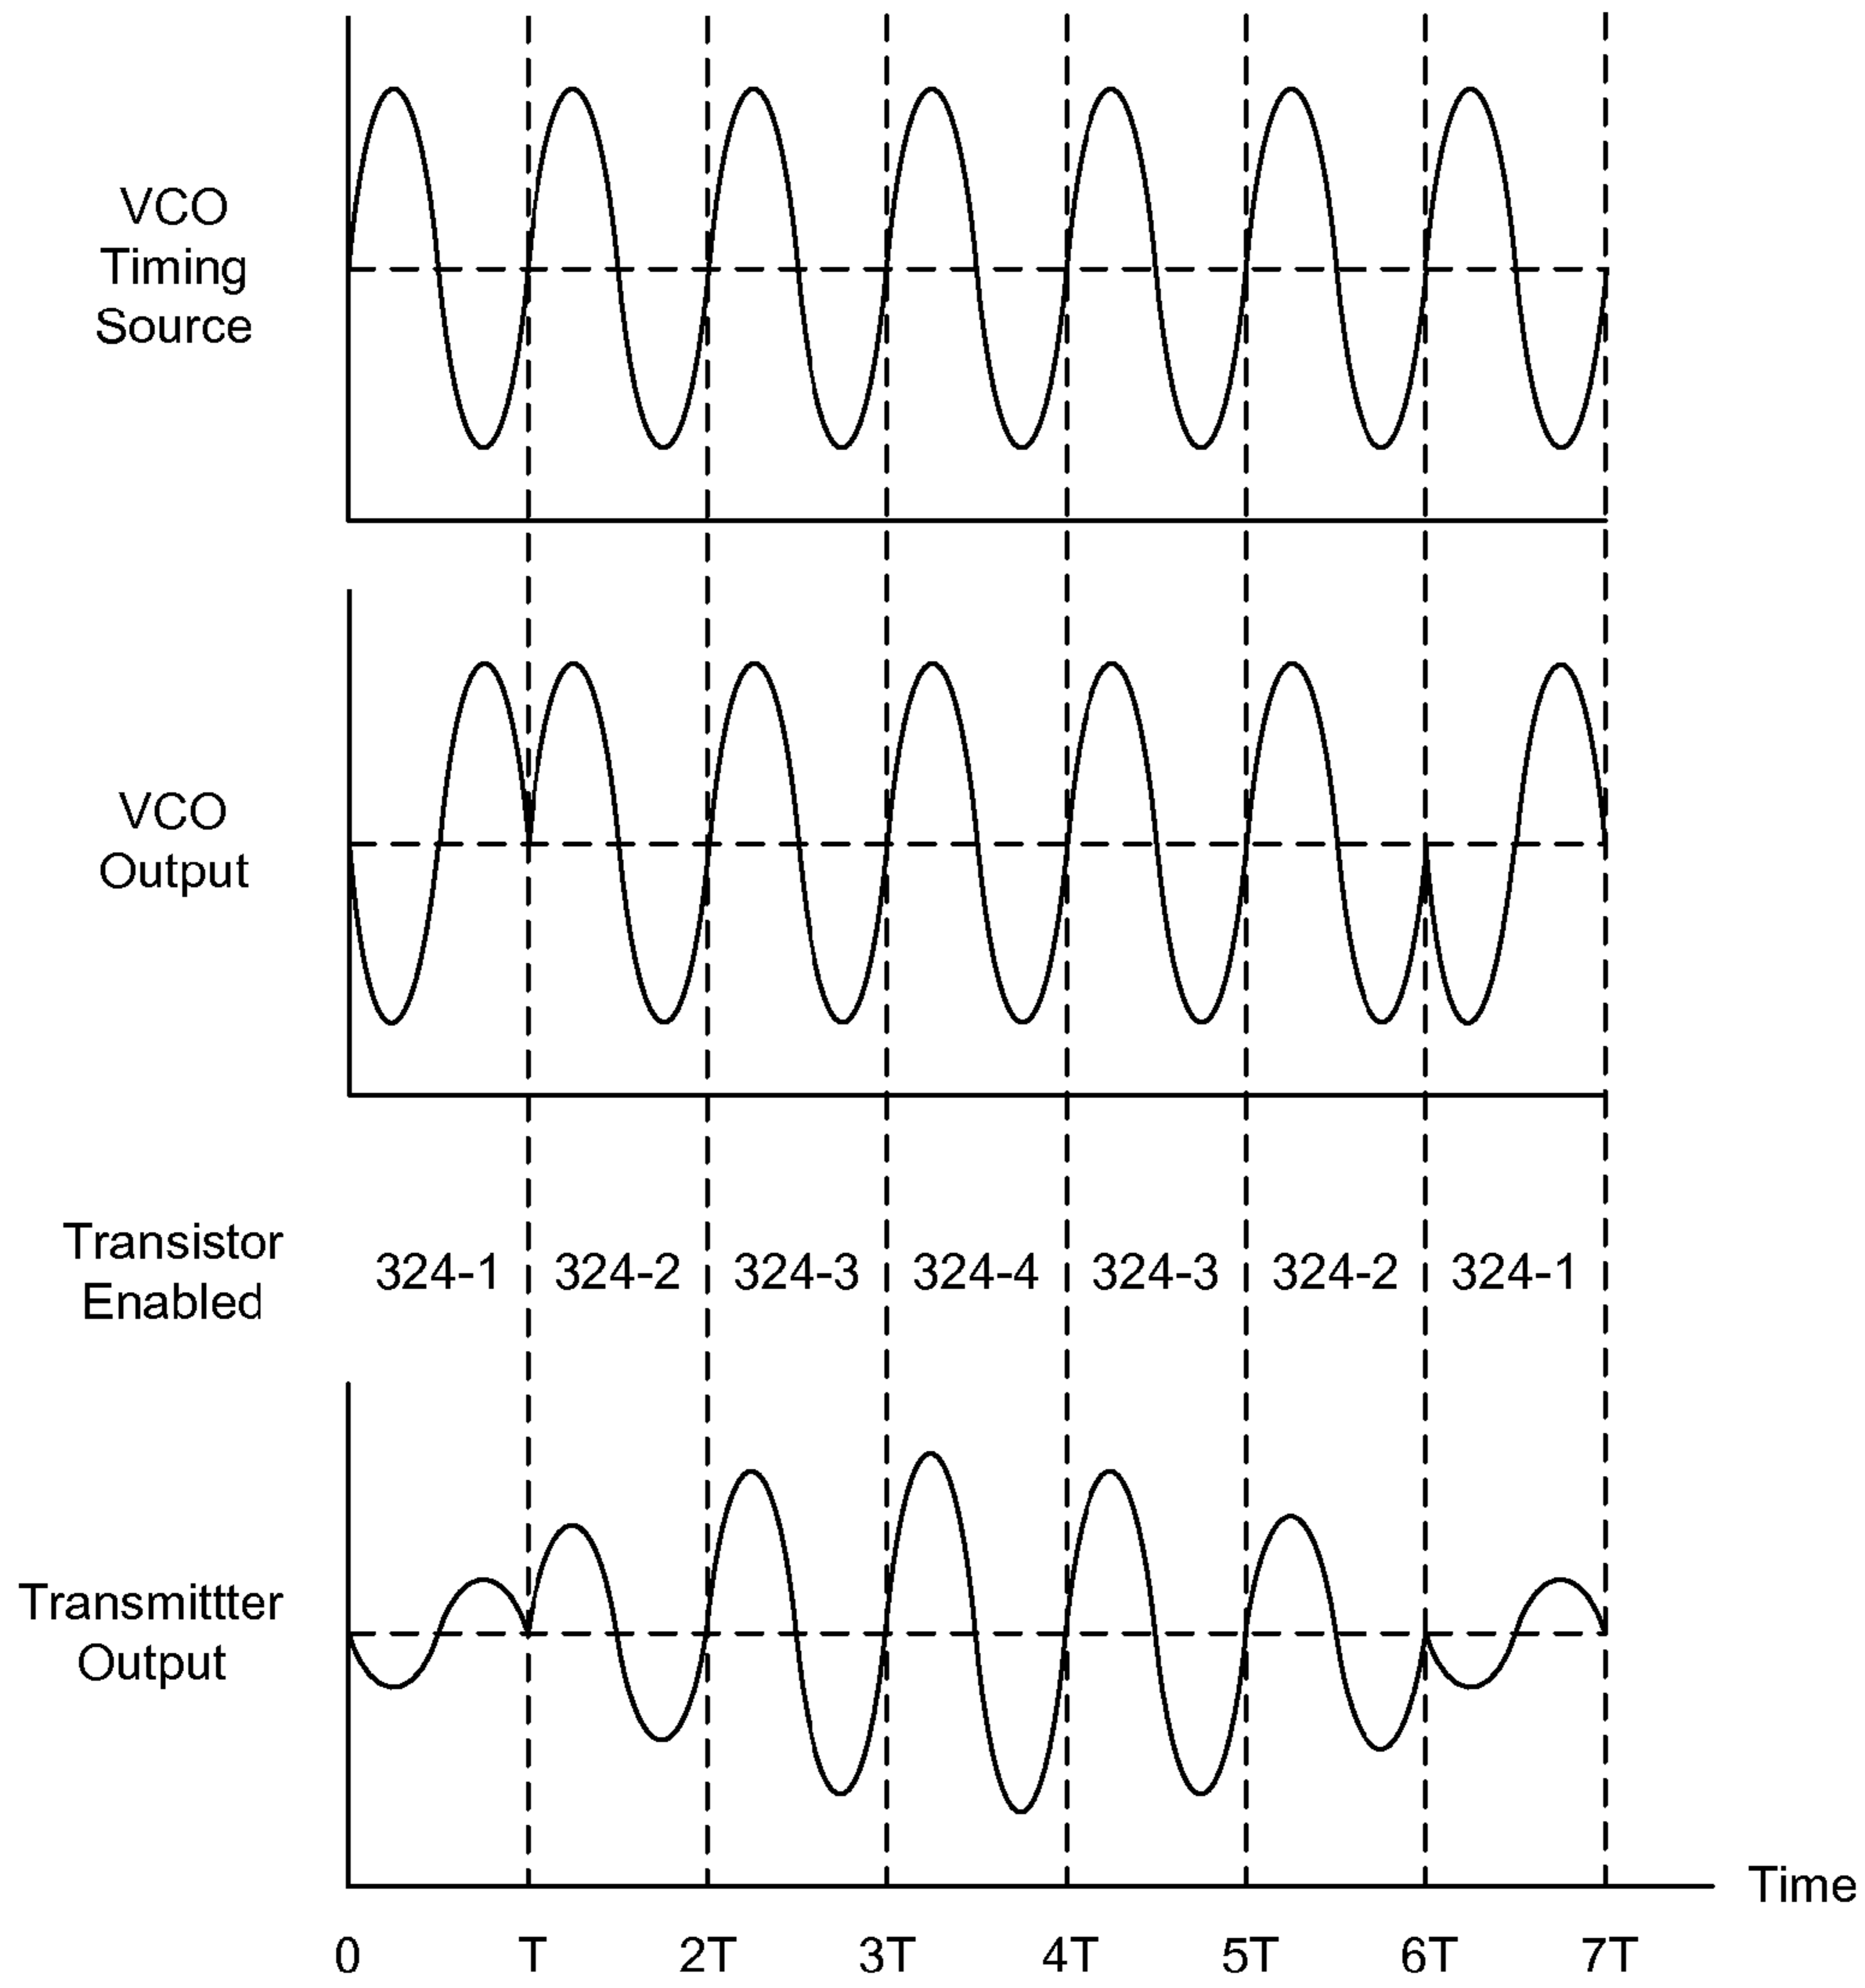 VCO
Timing
Source
VCO
Output
Transistor
Enabled
324-1 324-2 324-3 324-4 324-3 324-2 324-1
Transmittter
Output
Time
0 T 2T 3T 4T 5T 6T 7T